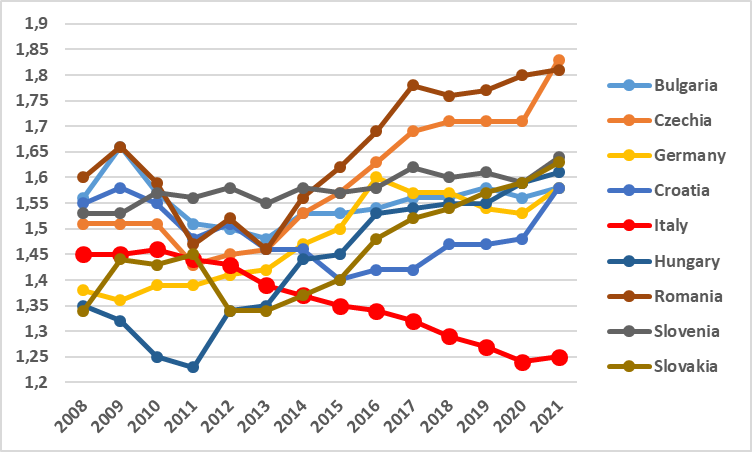 1,9
1,85
1,8
1,75
1,7
1,65
1,6
1,55
1,5
1,45
1,4
1,35
1,3
1,25
1,2
2008 2009 2010 2011 2012 2013 2014 2015 2016 2017 2018 2019 2020 2021
Bulgaria
Czechia
Germany
Croatia
Italy
Hungary
Romania
Slovenia
Slovakia